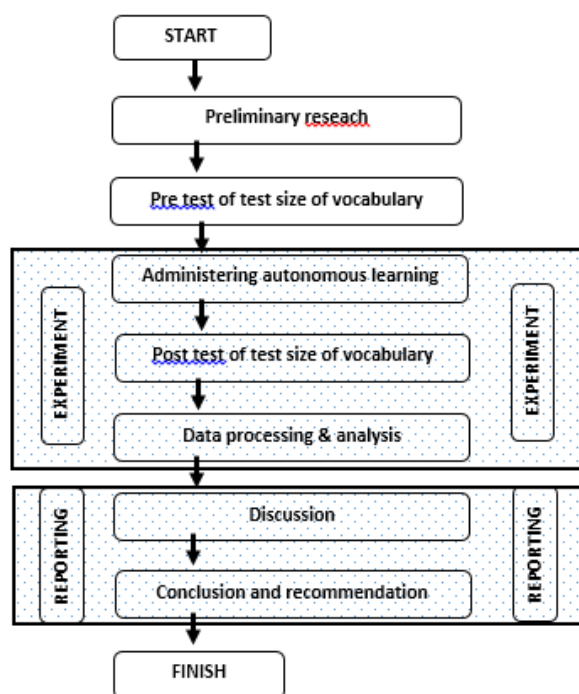 START
Preliminary reseach
Pre test of test size of vocabulary
Administering autonomous learning
EXPERIMENT
EXPERIMENT
Post test of test size of vocabulary
Data processing & analysis
REPORTING
REPORTING
Discussion
Conclusion and recommendation
FINISH